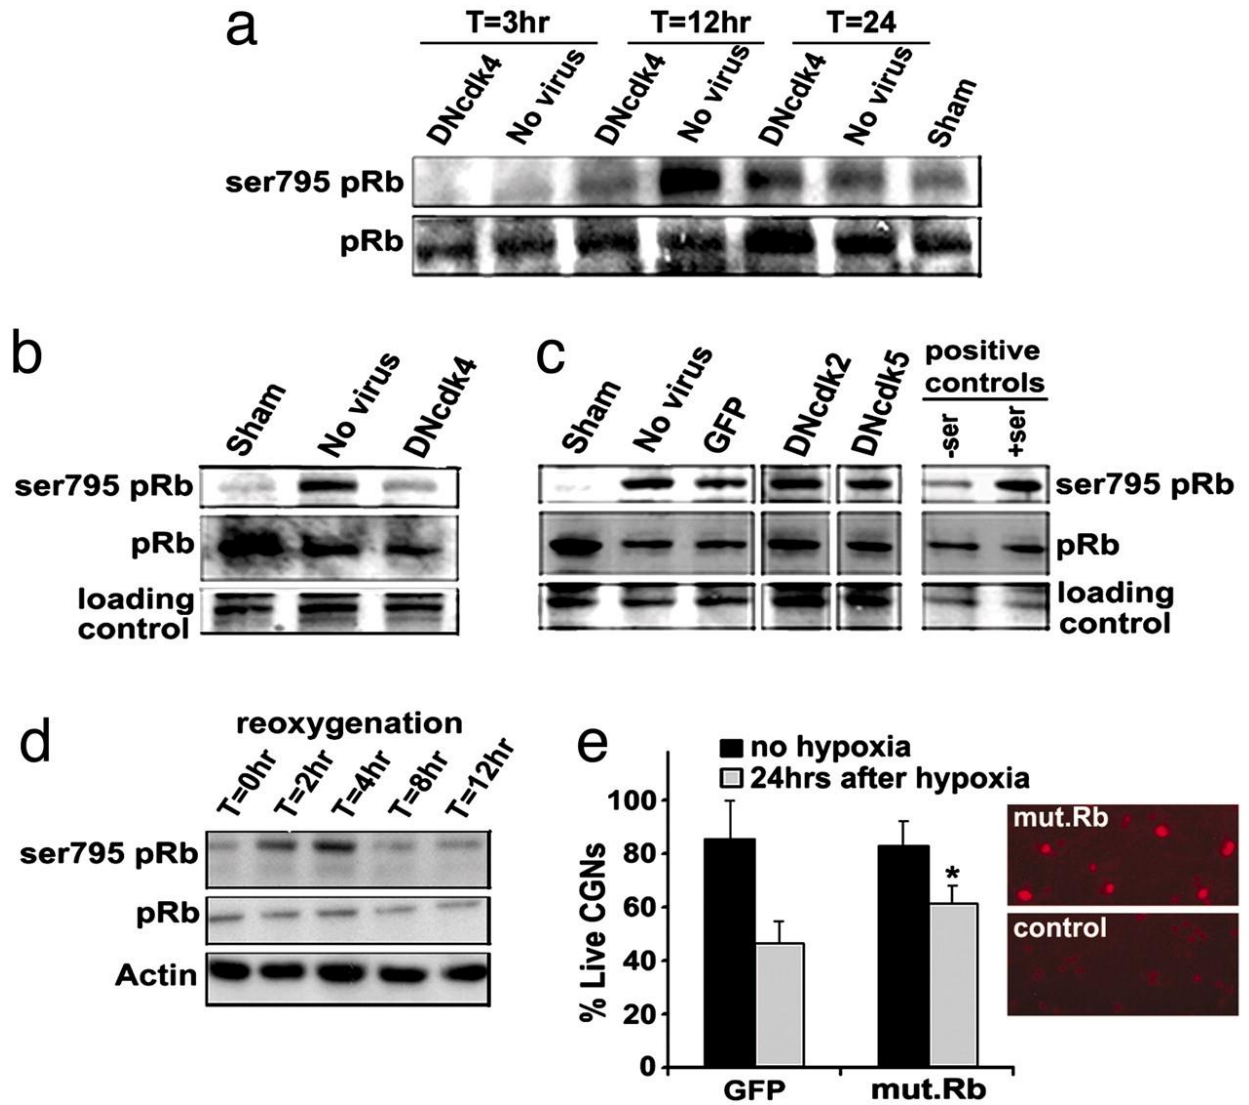 a
T=3hr T=12hr T=24
DNcdk4 No virus DNcdk4 No virus DNcdk4 No virus Sham
ser795 pRb
pRb
b
Sham No virus DNcdk4
ser795 pRb
pRb
loading
control
c
Sham No virus GFP DNcdk2 DNcdk5
positive
controls
-ser +ser
ser795 pRb
pRb
loading
control
d
reoxygenation
T=0hr T=2hr T=4hr T=8hr T=12hr
ser795 pRb
pRb
Actin
e
no hypoxia
24hrs after hypoxia
% Live CGNs
100
80
60
40
20
0
*
GFP mut.Rb
mut.Rb
control